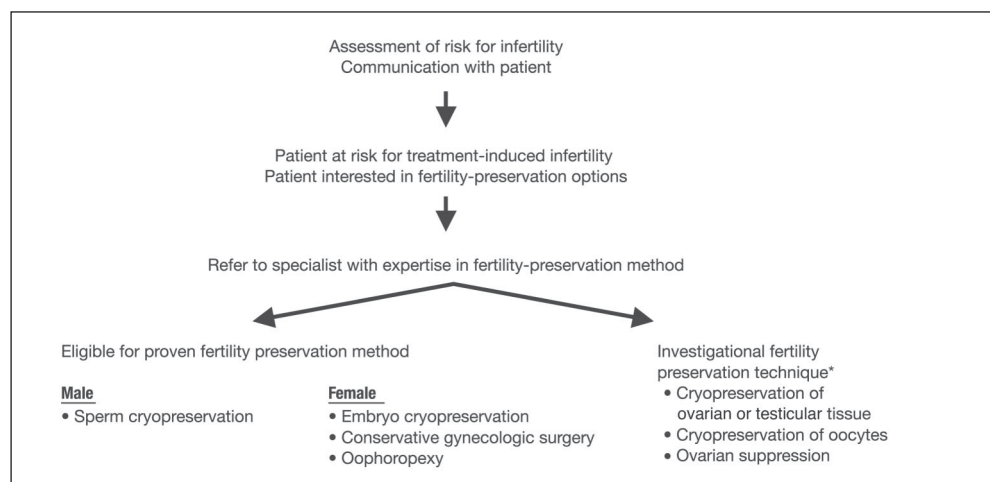 Assessment of risk for infertility
Communication with patient
Patient at risk for treatment-induced infertility
Patient interested in fertility-preservation options
Refer to specialist with expertise in fertility-preservation method
Eligible for proven fertility preservation method
Male
• Sperm cryopreservation
Female
• Embryo cryopreservation
• Conservative gynecologic surgery
• Oophoropexy
Investigational fertility
preservation technique*
• Cryopreservation of
ovarian or testicular tissue
• Cryopreservation of oocytes
• Ovarian suppression